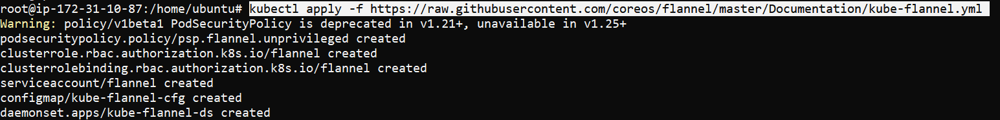 root@ip-172-31-10-87:/home/ubuntu# kubectl apply -f https://raw.githubusercontent.com/coreos/flannel/master/Documentation/kube-flannel.yml
Warning: policy/v1beta1 PodSecurityPolicy is deprecated in v1.21+, unavailable in v1.25+
podsecuritypolicy.policy/psp.flannel.unprivileged created
clusterrole.rbac.authorization.k8s.io/flannel created
clusterrolebinding.rbac.authorization.k8s.io/flannel created
serviceaccount/flannel created
configmap/kube-flannel-cfg created
daemonset.apps/kube-flannel-ds created